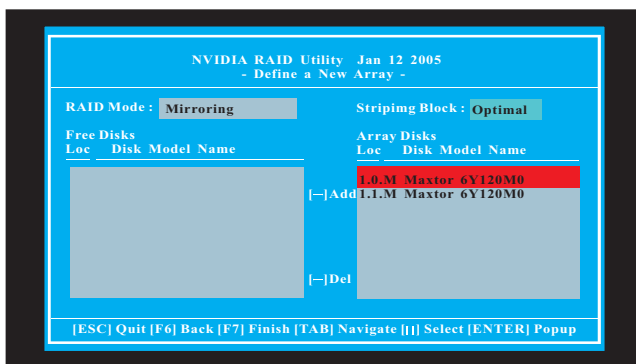 NVIDIA RAID Utility Jan 12 2005
- Define a New Array -
RAID Mode : Mirroring
Stripimg Block : Optimal
Free Disks
Loc Disk Model Name
Array Disks
Loc Disk Model Name
1.0.M Maxtor 6Y120M0
[–]Add
1.1.M Maxtor 6Y120M0
[–]Del
[ESC] Quit [F6] Back [F7] Finish [TAB] Navigate [||] Select [ENTER] Popup